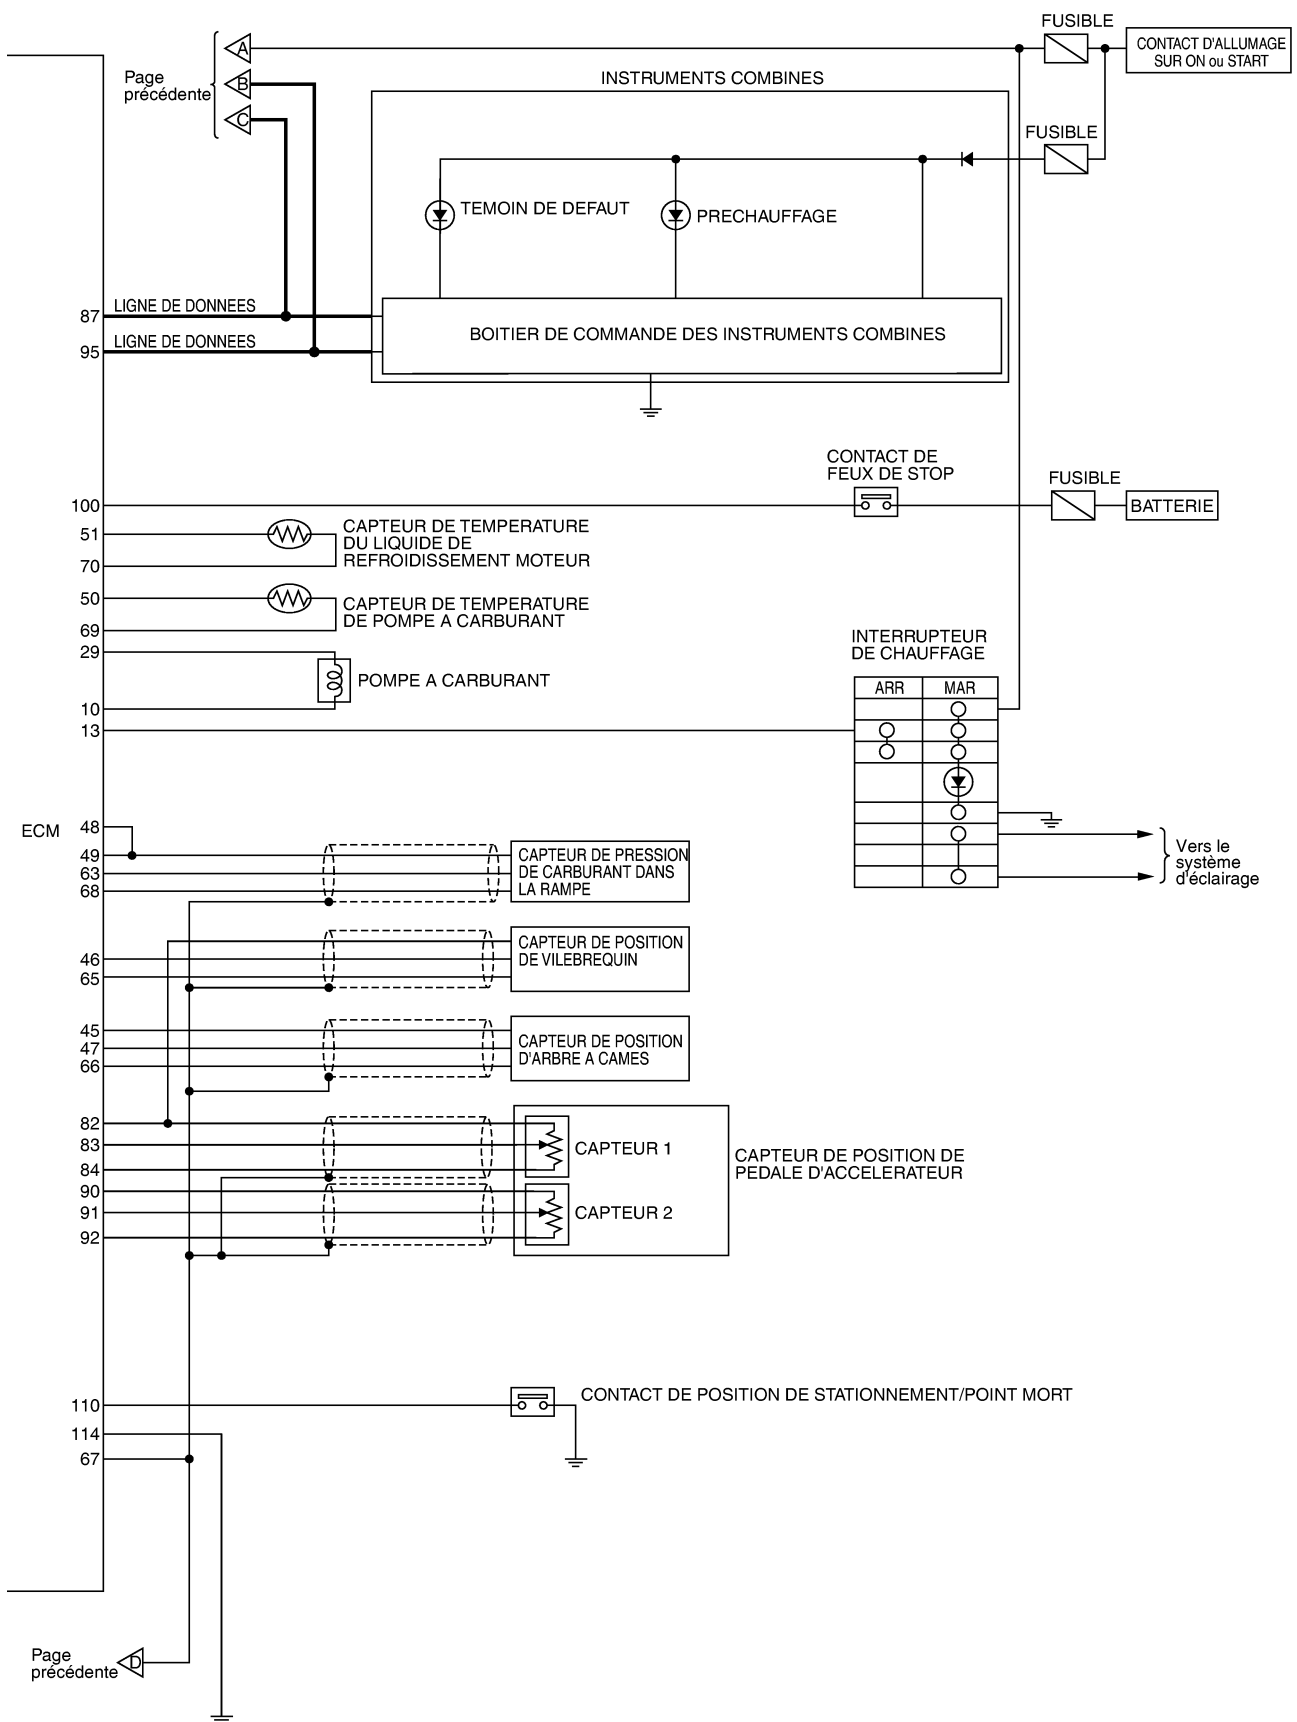 FUSIBLE
A
CONTACT D'ALLUMAGE
SUR ON ou START
Page
précédente
B
INSTRUMENTS COMBINES
C
FUSIBLE
TEMOIN DE DEFAUT
PRECHAUFFAGE
LIGNE DE DONNEES
87
BOITIER DE COMMANDE DES INSTRUMENTS COMBINES
LIGNE DE DONNEES
95
CONTACT DE
FEUX DE STOP
FUSIBLE
100
BATTERIE
51
CAPTEUR DE TEMPERATURE
DU LIQUIDE DE
REFROIDISSEMENT MOTEUR
70
50
CAPTEUR DE TEMPERATURE
DE POMPE A CARBURANT
69
29
INTERRUPTEUR
DE CHAUFFAGE
POMPE A CARBURANT
ARR
MAR
10
13
ECM
48
49
63
68
CAPTEUR DE PRESSION
DE CARBURANT DANS
LA RAMPE
Vers le
système
d'éclairage
46
65
CAPTEUR DE POSITION
DE VILEBREQUIN
45
47
66
CAPTEUR DE POSITION
D'ARBRE A CAMES
82
83
84
CAPTEUR 1
CAPTEUR DE POSITION DE
PEDALE D'ACCELERATEUR
90
91
92
CAPTEUR 2
110
CONTACT DE POSITION DE STATIONNEMENT/POINT MORT
114
67
Page
précédente
D